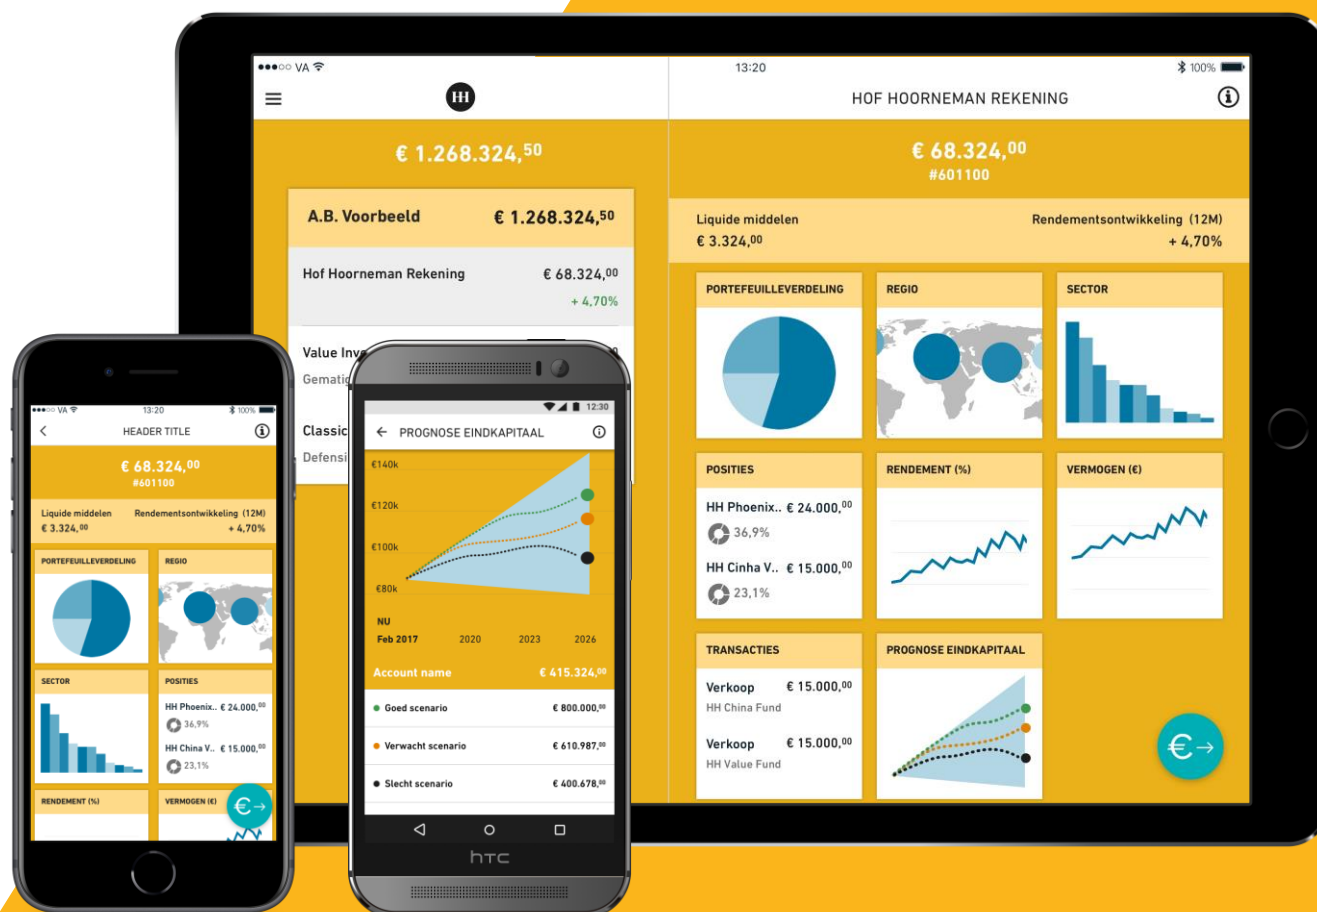 VA
13:20
100%
HH
HOF HOORNEMAN REKENING
€ 1.268.324,50
€ 68.324,00
#601100
A.B. Voorbeeld € 1.268.324,50
Hof Hoorneman Rekening € 68.324,00
+ 4,70%
Value Inv
Gematig
Classic
Defensi
Liquide middelen Rendementsontwikkeling (12M)
€ 3.324,00 + 4,70%
PORTEFEUILLEVERDELING
REGIO
SECTOR
POSITIES
HH Phoenix.. € 24.000,00
36,9%
HH Cinha V.. € 15.000,00
23,1%
RENDEMENT (%)
VERMOGEN (€)
TRANSACTIES
Verkoop € 15.000,00
HH China Fund
Verkoop € 15.000,00
HH Value Fund
PROGNOSE EINDKAPITAAL
€→
VA 13:20 100%
HEADER TITLE
€ 68.324,00
#601100
Liquide middelen Rendementsontwikkeling (12M)
€ 3.324,00 + 4,70%
PORTEFEUILLEVERDELING
REGIO
SECTOR
POSITIES
HH Phoenix.. € 24.000,00
36,9%
HH China V.. € 15.000,00
23,1%
RENDEMENT (%)
VERMOGEN (€)
€→
12:30
PROGNOSE EINDKAPITAAL
€140k
€120k
€100k
€80k
NU
Feb 2017 2020 2023 2026
Account name € 415.324,00
Goed scenario € 800.000,00
Verwacht scenario € 610.987,00
Slecht scenario € 400.678,00
hTC